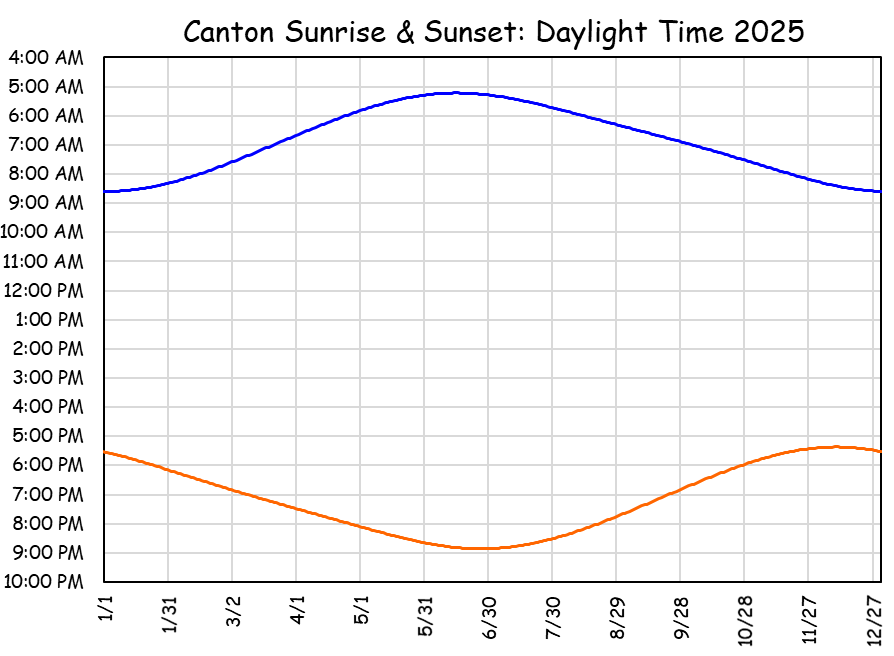 Canton Sunrise & Sunset: Daylight Time 2025
4:00 AM
5:00 AM
6:00 AM
7:00 AM
8:00 AM
9:00 AM
10:00 AM
11:00 AM
12:00 PM
1:00 PM
2:00 PM
3:00 PM
4:00 PM
5:00 PM
6:00 PM
7:00 PM
8:00 PM
9:00 PM
10:00 PM
1/1
1/31
3/2
4/1
5/1
5/31
6/30
7/30
8/29
9/28
10/28
11/27
12/27